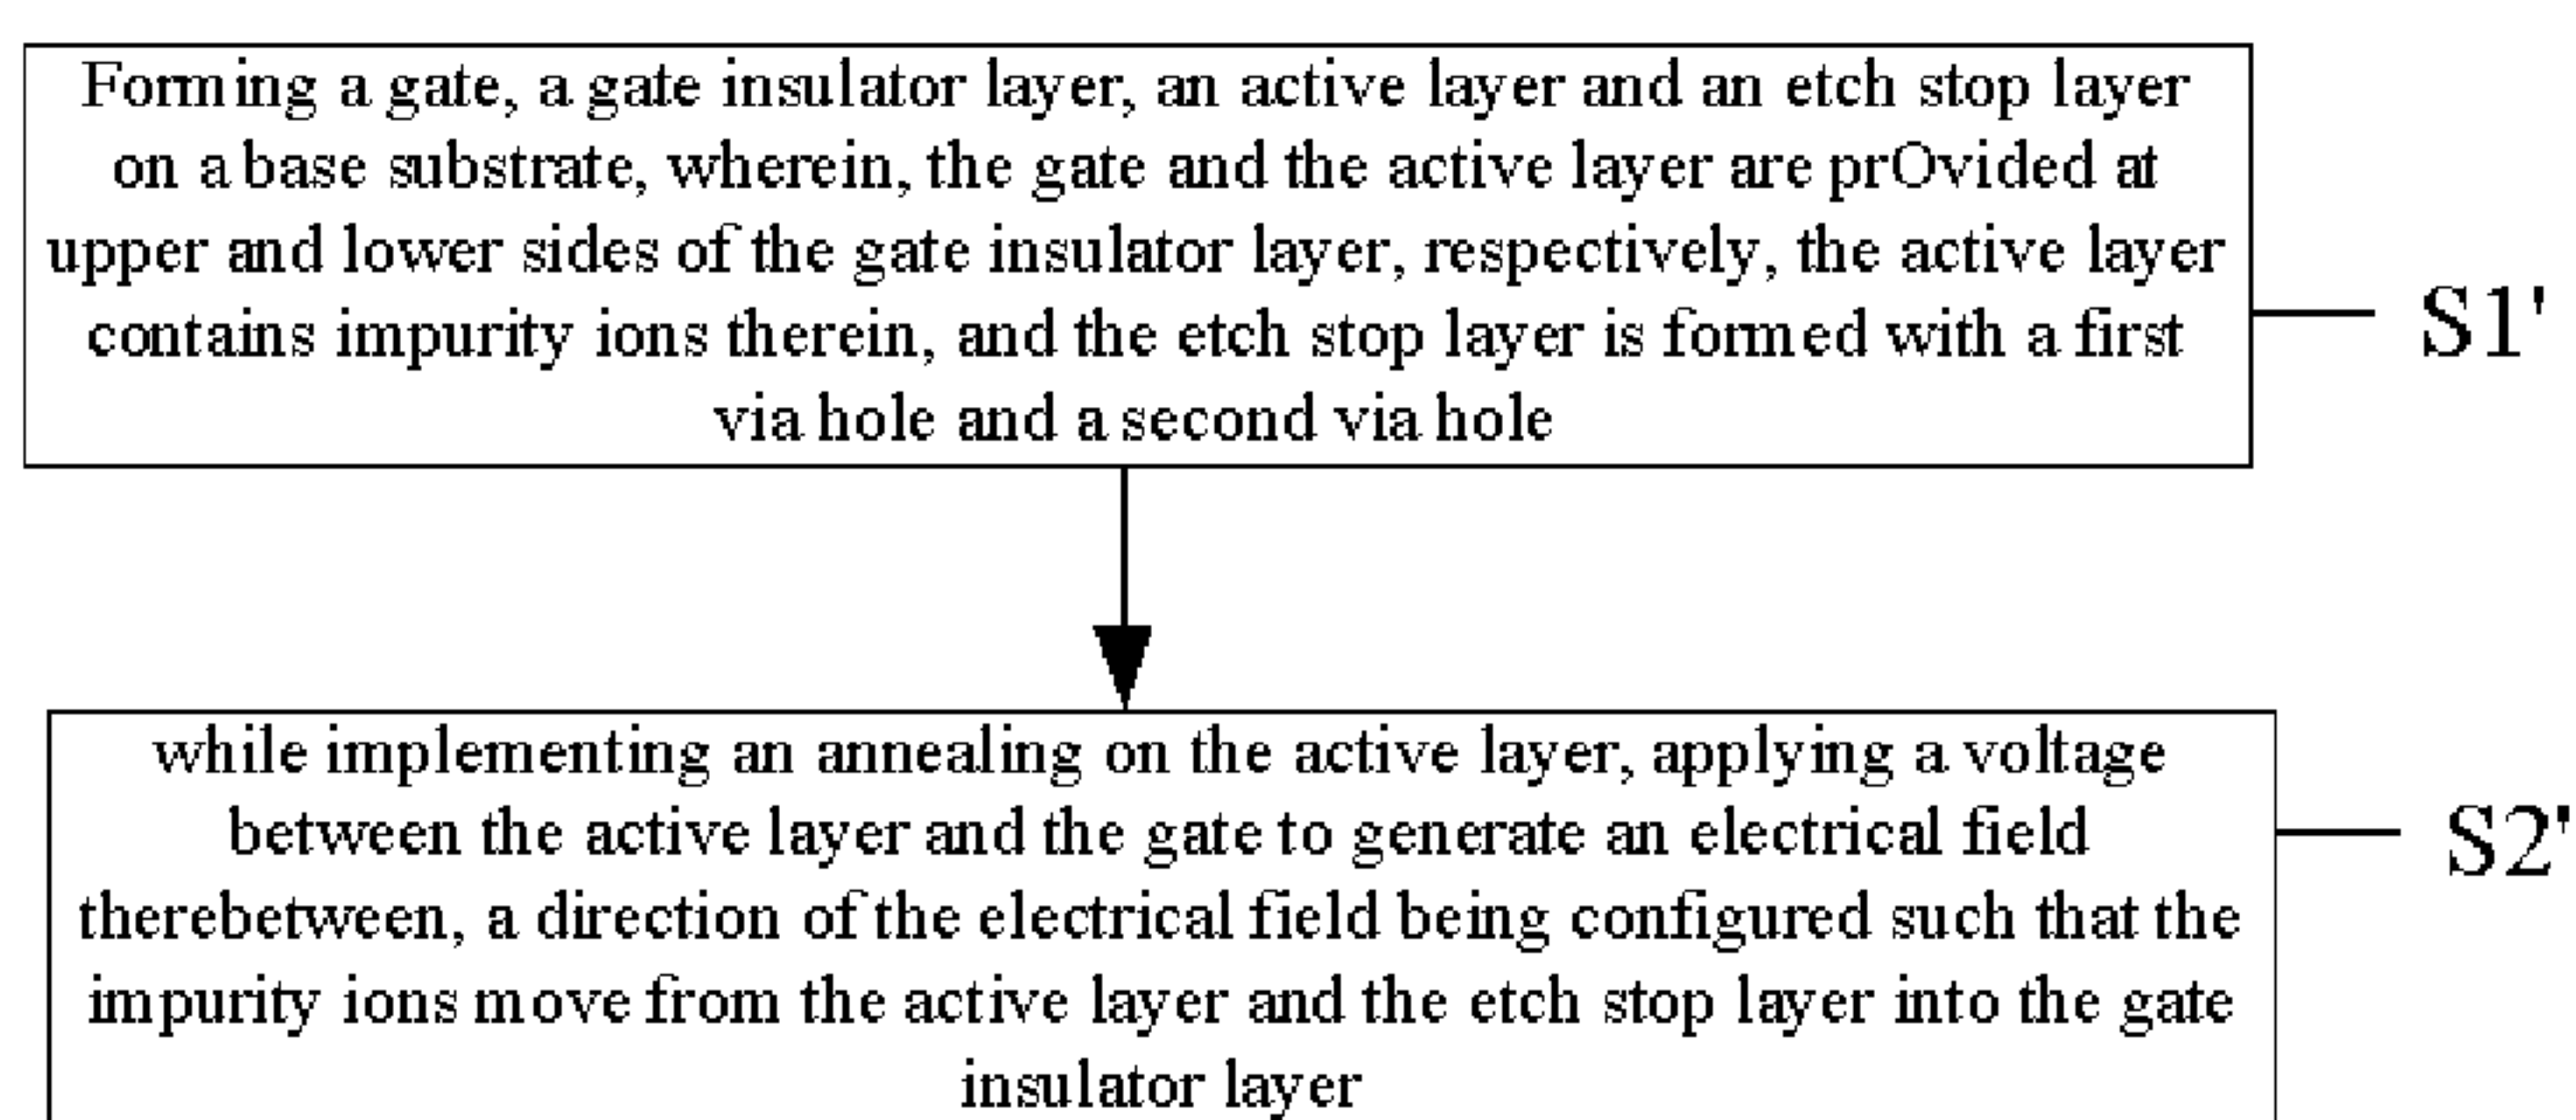 Forming a gate, a gate insulator layer, an active layer and an etch stop layer
on a base substrate, wherein, the gate and the active layer are prOvided at
upper and lower sides of the gate insulator layer, respectively, the active layer
contains impurity ions therein, and the etch stop layer is formed with a first
via hole and a second via hole
S1'
while implementing an annealing on the active layer, applying a voltage
between the active layer and the gate to generate an electrical field
therebetween, a direction of the electrical field being configured such that the
impurity ions move from the active layer and the etch stop layer into the gate
insulator layer
S2'